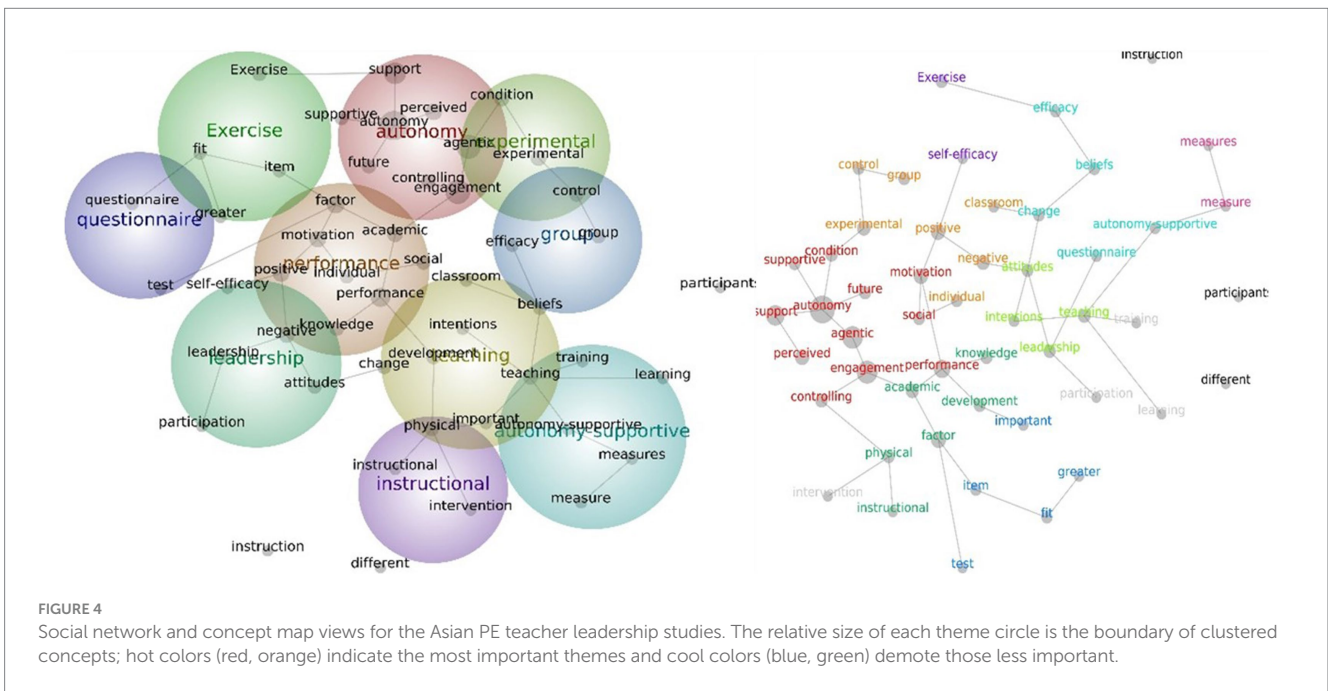 Exercise
support
condition
supportive
perceived
autonomy
Exercise
autonomy
experimental
agentic
fit
experimental
future
item
controlling
engagement
control
questionnaire
questionnaire
greater
factor
academic
motivation
efficacy
group
group
performance
social
positive
individual
test
self-efficacy
classroom
performance
beliefs
participants
knowledge
intentions
negative
leadership
leadership
development
teaching
change
training
teaching
learning
attitudes
participation
physical
important
autonomy-supportive
autonomy-supportive
measures
instructional
instructional
measure
intervention
instruction
different
instruction
Exercise
efficacy
measures
self-efficacy
control
group
beliefs
classroom
change
measure
experimental
positive
autonomy-supportive
condition
supportive
negative
attitudes
questionnaire
motivation
future
individual
participants
autonomy
support
social
intentions
teaching
training
agentic
perceived
engagement
performance
knowledge
leadership
different
controlling
academic
development
participation
important
learning
factor
physical
greater
intervention
item
instructional
fit
test
FIGURE 4
Social network and concept map views for the Asian PE teacher leadership studies. The relative size of each theme circle is the boundary of clustered
concepts; hot colors (red, orange) indicate the most important themes and cool colors (blue, green) demote those less important.